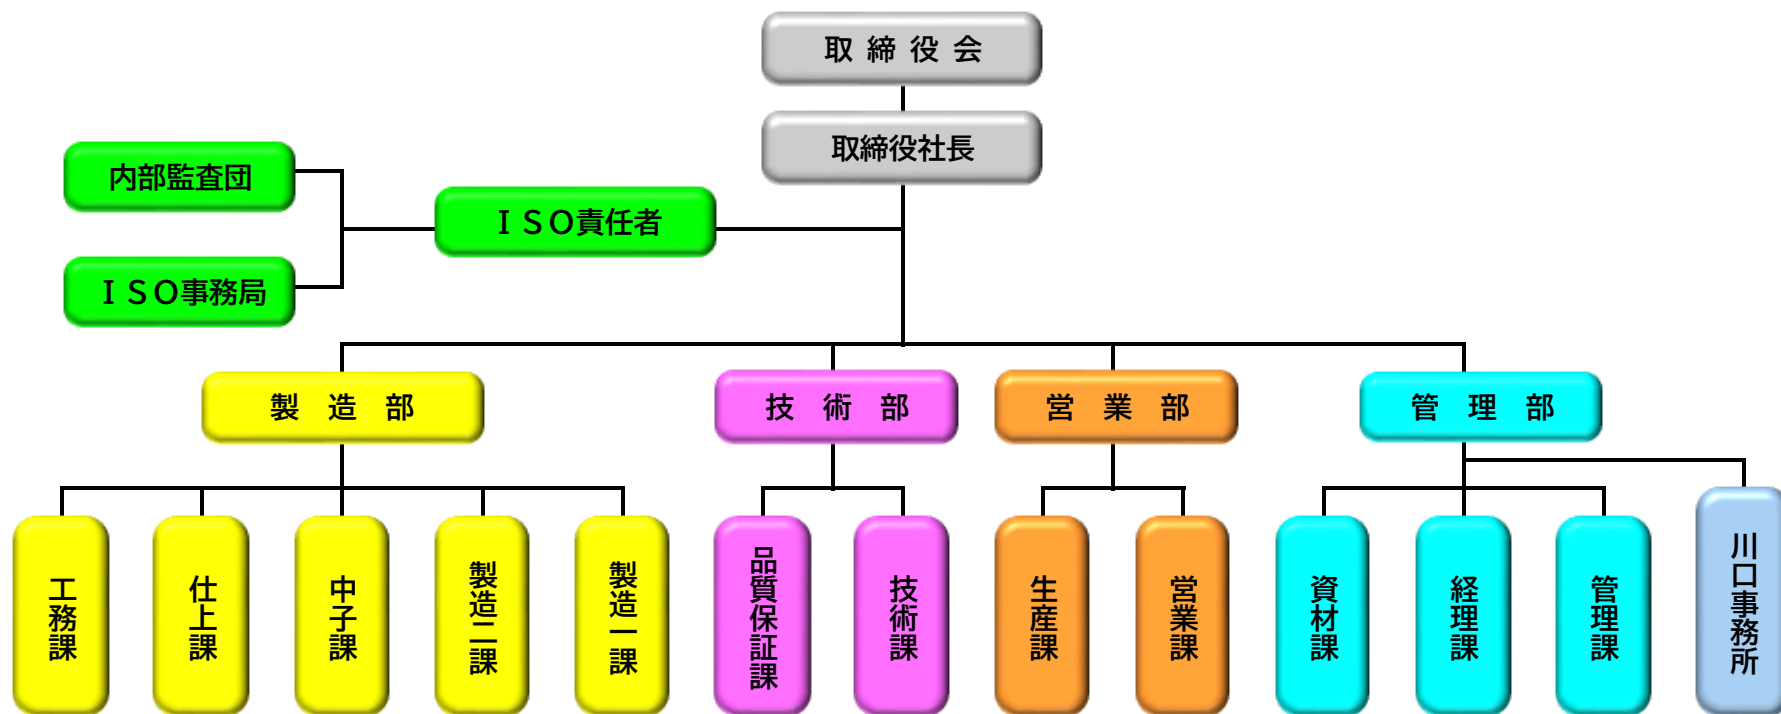 取 締 役 会
取締役社長
内部監査団
ＩＳＯ責任者
ＩＳＯ事務局
製　造　部
技　術　部
営　業　部
管　理　部
工務課
仕上課
中子課
製造二課
製造一課
品質保証課
技術課
生産課
営業課
資材課
経理課
管理課
川口事務所